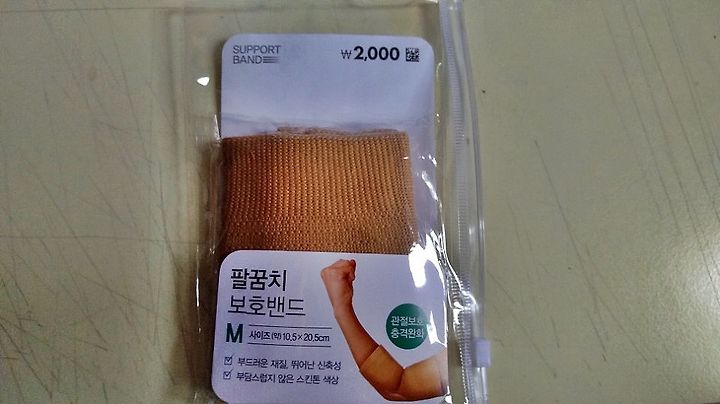 SUPPORT
BAND
₩2,000
팔꿈치
보호밴드
M 사이즈 (약) 10.5×20.5cm
부드러운 재질, 뛰어난 신축성
부담스럽지 않은 스킨톤 색상
관절보호
충격완화